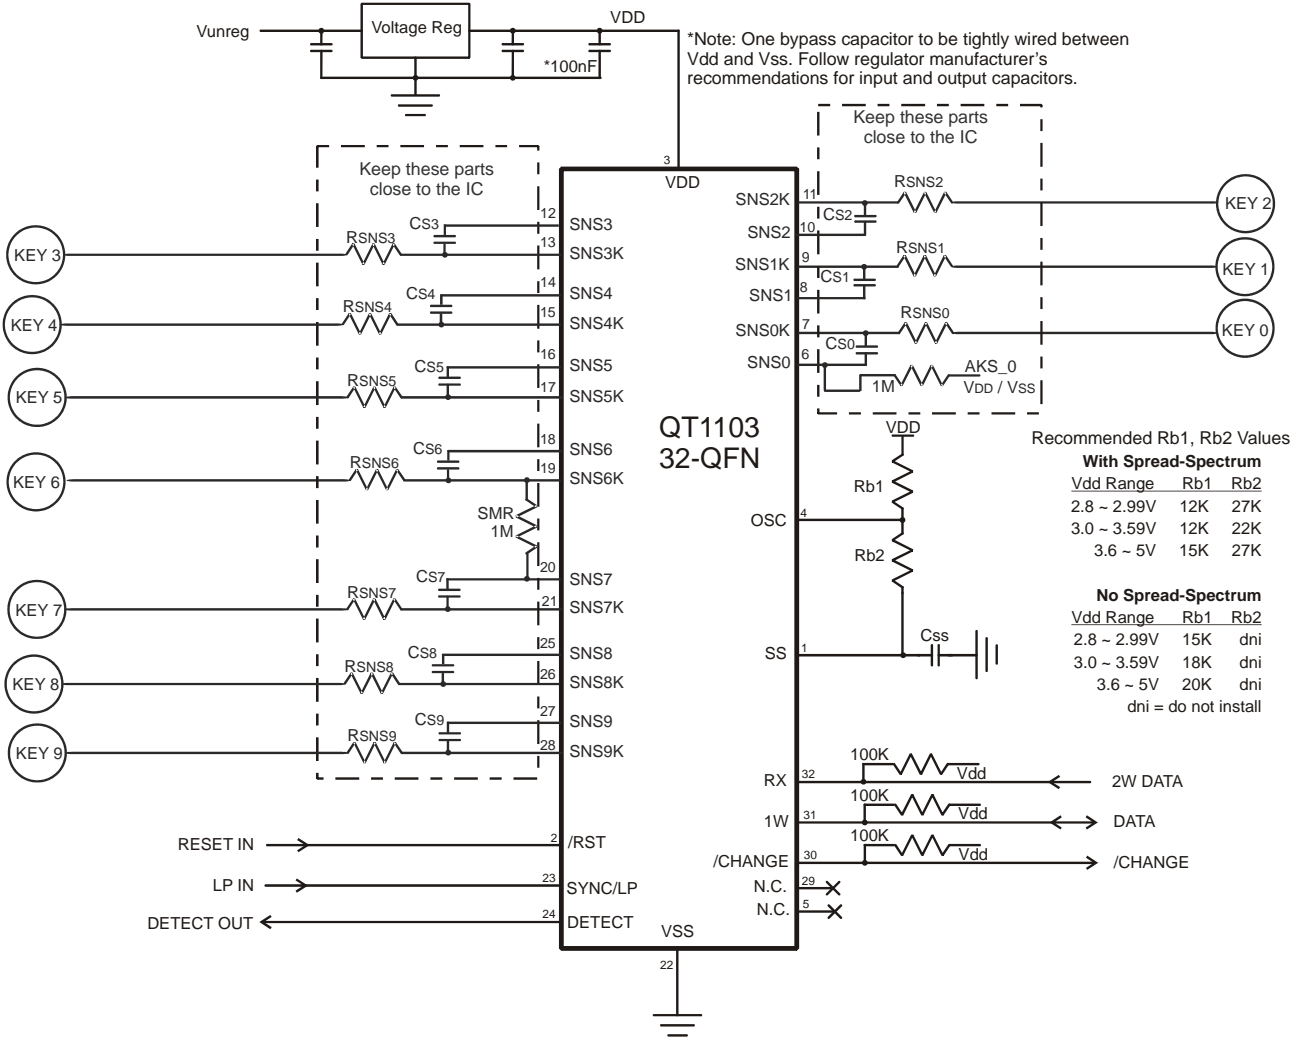 Vunreg
Voltage Reg
VDD
*100nF
*Note: One bypass capacitor to be tightly wired between
Vdd and Vss. Follow regulator manufacturer's
recommendations for input and output capacitors.
Keep these parts
close to the IC
Keep these parts
close to the IC
3
VDD
QT1103
32-QFN
KEY 3
RSNS3
CS3
12
SNS3
13
SNS3K
KEY 4
RSNS4
CS4
14
SNS4
15
SNS4K
KEY 5
RSNS5
CS5
16
SNS5
17
SNS5K
KEY 6
RSNS6
CS6
18
SNS6
19
SNS6K
SMR
1M
KEY 7
RSNS7
CS7
20
SNS7
21
SNS7K
KEY 8
RSNS8
CS8
25
SNS8
26
SNS8K
KEY 9
RSNS9
CS9
27
SNS9
28
SNS9K
RESET IN
2
/RST
LP IN
23
SYNC/LP
DETECT OUT
24
DETECT
VSS
22
SNS2K
11
RSNS2
KEY 2
CS2
SNS2
10
SNS1K
9
RSNS1
KEY 1
CS1
SNS1
8
SNS0K
7
RSNS0
KEY 0
CS0
SNS0
6
1M
AKS_0
VDD / VSS
VDD
Rb1
OSC
4
Rb2
SS
1
Css
Recommended Rb1, Rb2 Values
With Spread-Spectrum
Vdd Range Rb1 Rb2
2.8 ~ 2.99V 12K 27K
3.0 ~ 3.59V 12K 22K
3.6 ~ 5V 15K 27K
No Spread-Spectrum
Vdd Range Rb1 Rb2
2.8 ~ 2.99V 15K dni
3.0 ~ 3.59V 18K dni
3.6 ~ 5V 20K dni
dni = do not install
RX
32
100K
Vdd
2W DATA
1W
31
100K
Vdd
DATA
/CHANGE
30
100K
Vdd
/CHANGE
N.C.
29
N.C.
5